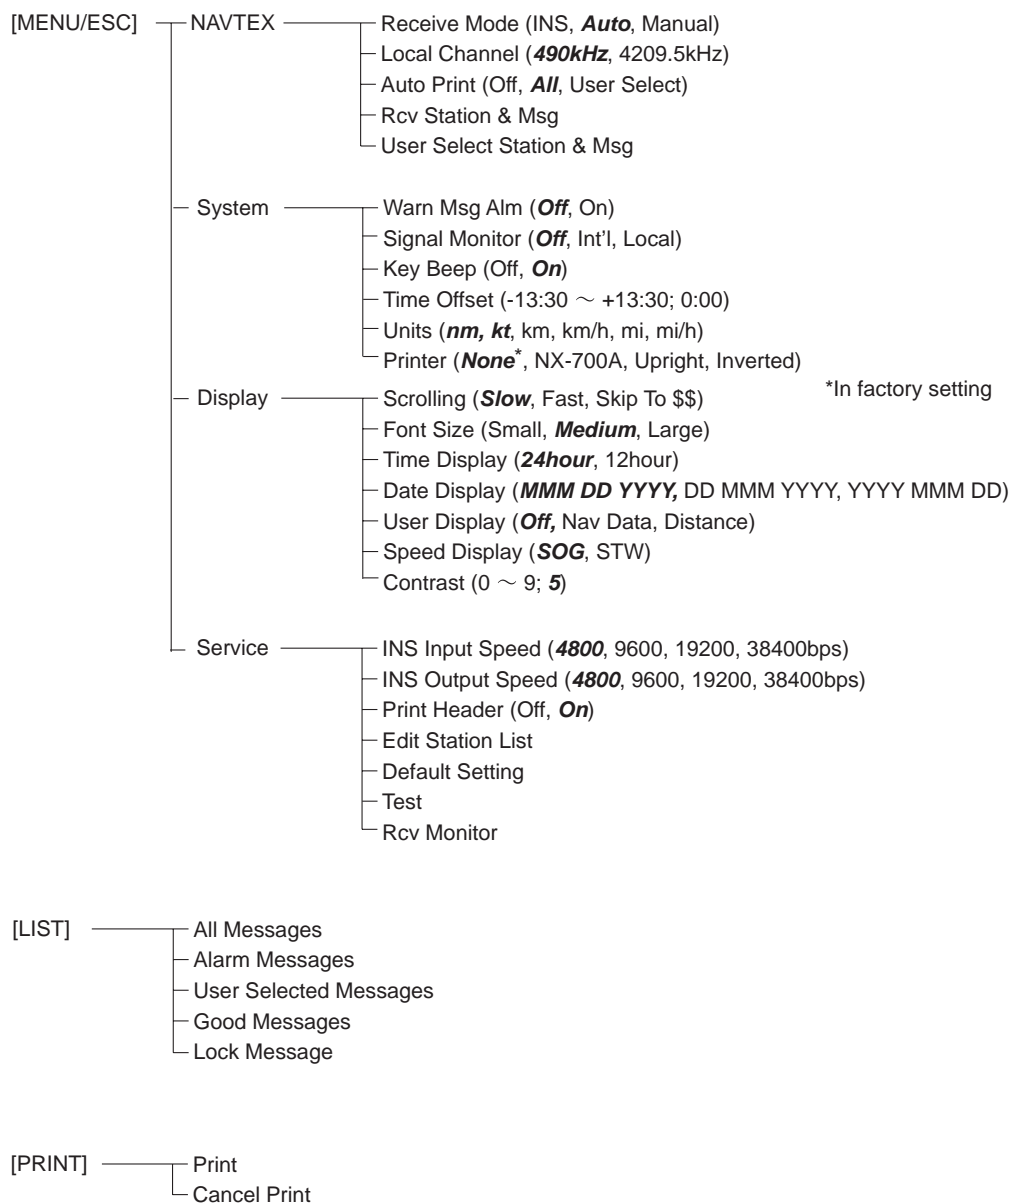 [MENU/ESC] NAVTEX Receive Mode (INS, Auto, Manual)
Local Channel (490kHz, 4209.5kHz)
Auto Print (Off, All, User Select)
Rcv Station & Msg
User Select Station & Msg
System Warn Msg Alm (Off, On)
Signal Monitor (Off, Int'l, Local)
Key Beep (Off, On)
Time Offset (-13:30 ～ +13:30; 0:00)
Units (nm, kt, km, km/h, mi, mi/h)
Printer (None*, NX-700A, Upright, Inverted)
*In factory setting
Display Scrolling (Slow, Fast, Skip To $$)
Font Size (Small, Medium, Large)
Time Display (24hour, 12hour)
Date Display (MMM DD YYYY, DD MMM YYYY, YYYY MMM DD)
User Display (Off, Nav Data, Distance)
Speed Display (SOG, STW)
Contrast (0 ～ 9; 5)
Service INS Input Speed (4800, 9600, 19200, 38400bps)
INS Output Speed (4800, 9600, 19200, 38400bps)
Print Header (Off, On)
Edit Station List
Default Setting
Test
Rcv Monitor
[LIST] All Messages
Alarm Messages
User Selected Messages
Good Messages
Lock Message
[PRINT] Print
Cancel Print